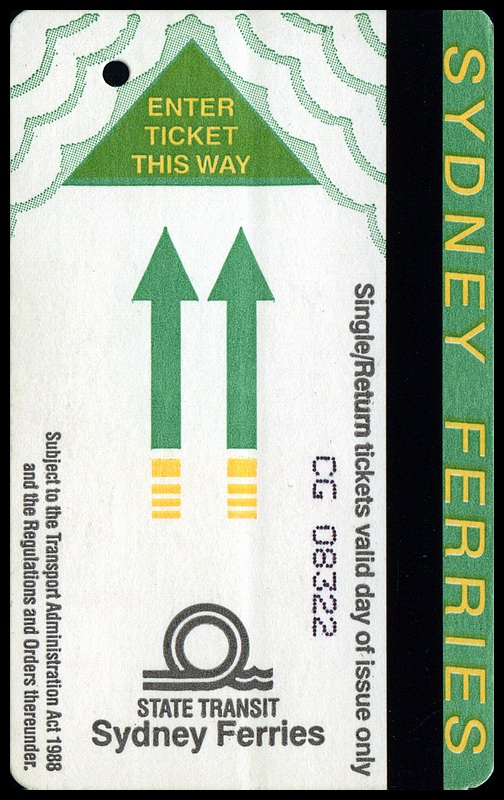 ENTER
TICKET
THIS WAY
SYDNEY FERRIES
Single/Return tickets valid day of issue only
CG 08322
Subject to the Transport Administration Act 1988
and the Regulations and Orders thereunder.
STATE TRANSIT
Sydney Ferries